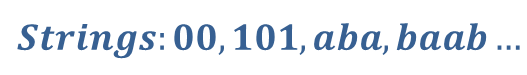 Strings: 00, 101, aba, baab ...